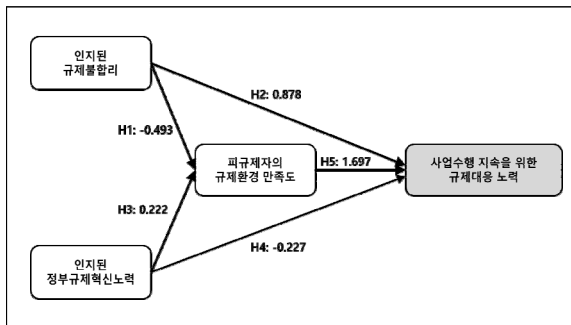 인지된
규제불합리
H2: 0.878
H1: -0.493
피규제자의
규제환경 만족도
H5: 1.697
사업수행 지속을 위한
규제대응 노력
H3: 0.222
H4: -0.227
인지된
정부규제혁신노력